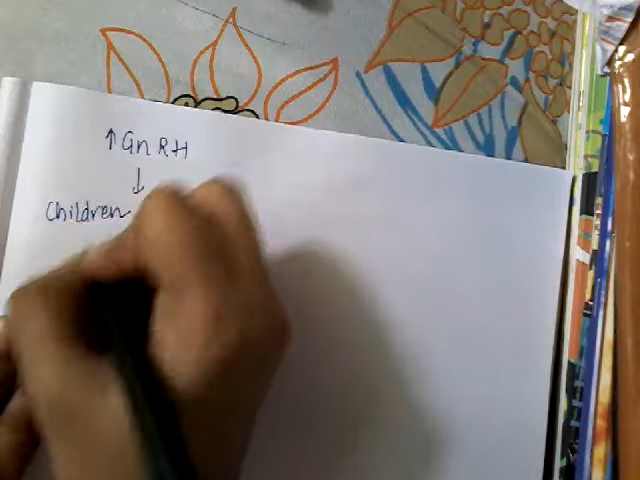 ↑ GnRH
↓
Children